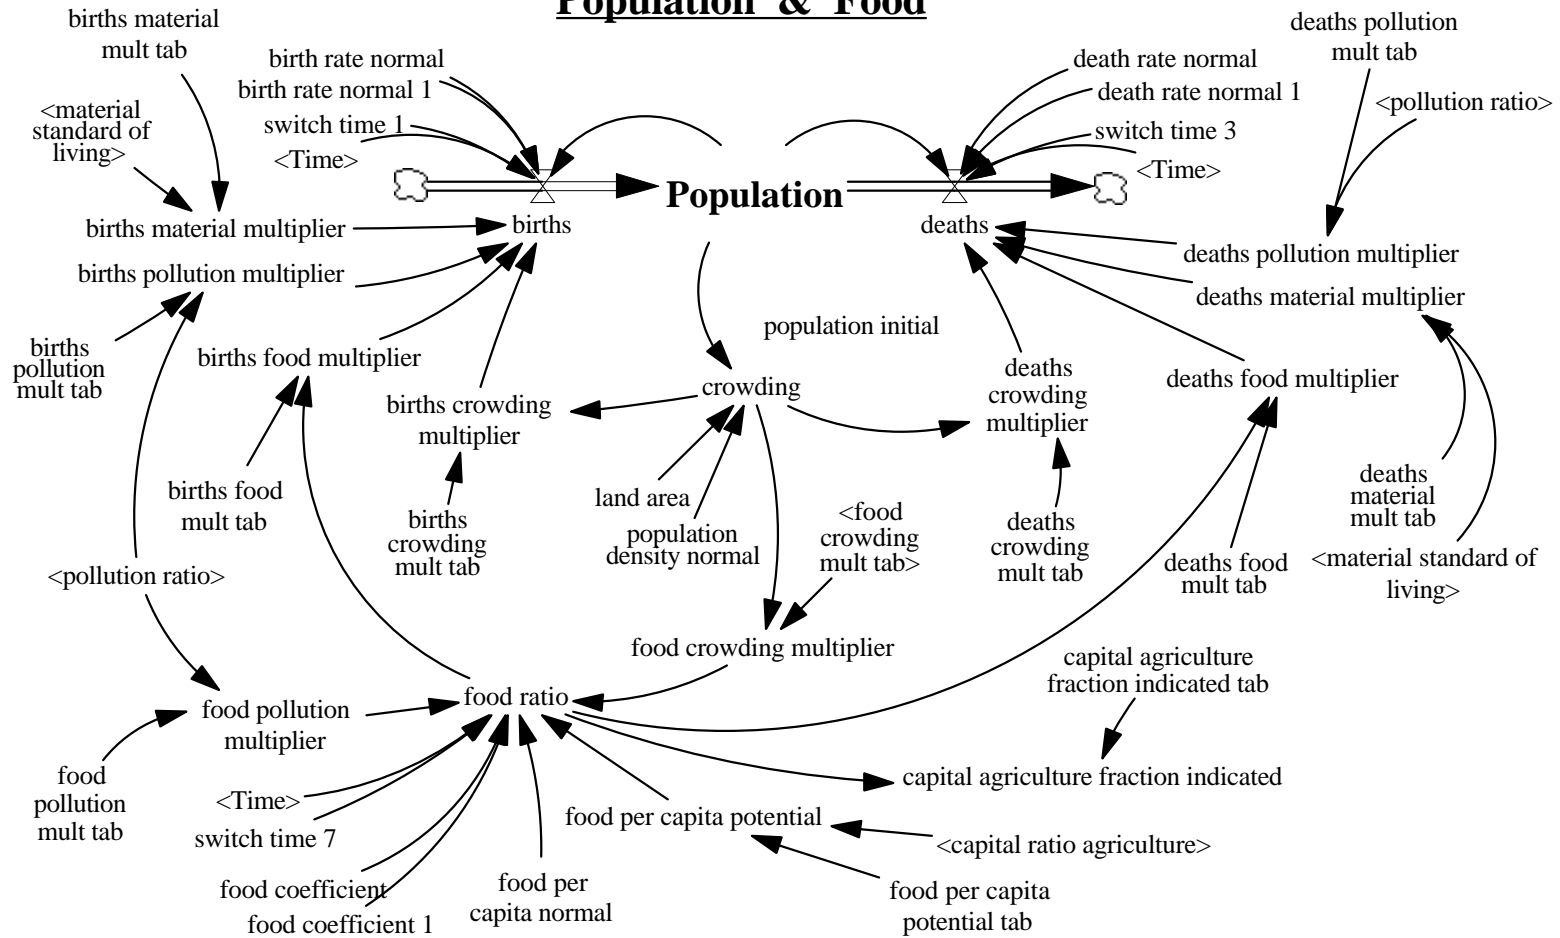 Population & Food
births material
mult tab
birth rate normal
birth rate normal 1
switch time 1
<Time>
<material
standard of
living>
death rate normal
death rate normal 1
switch time 3
<Time>
deaths pollution
mult tab
<pollution ratio>
Population
births material multiplier
births
deaths
births pollution multiplier
deaths pollution multiplier
deaths material multiplier
births
pollution
mult tab
births food multiplier
population initial
crowding
births crowding
multiplier
deaths
crowding
multiplier
deaths food multiplier
births food
mult tab
births
crowding
mult tab
land area
population
density normal
<food
crowding
mult tab>
deaths
crowding
mult tab
deaths food
mult tab
deaths
material
mult tab
<material standard of
living>
<pollution ratio>
food crowding multiplier
capital agriculture
fraction indicated tab
food ratio
food pollution
multiplier
food
pollution
mult tab
capital agriculture fraction indicated
<Time>
switch time 7
food per capita potential
<capital ratio agriculture>
food coefficient
food coefficient 1
food per
capita normal
food per capita
potential tab